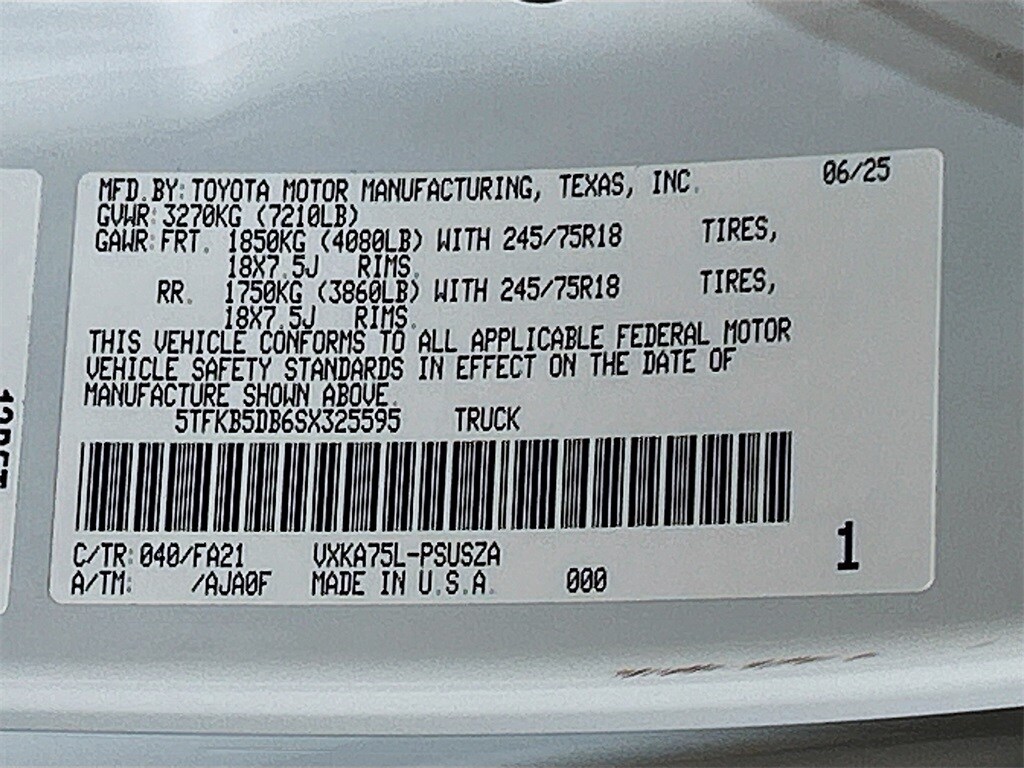 MFD.BY: TOYOTA MOTOR MANUFACTURING, TEXAS, INC. 06/25
GVWR: 3270KG (7210LB)
GAWR: FRT. 1850KG (4080LB) WITH 245/75R18 TIRES,
18X7.5J RIMS.
RR. 1750KG (3860LB) WITH 245/75R18 TIRES,
18X7.5J RIMS.
THIS VEHICLE CONFORMS TO ALL APPLICABLE FEDERAL MOTOR
VEHICLE SAFETY STANDARDS IN EFFECT ON THE DATE OF
MANUFACTURE SHOWN ABOVE.
5TFKB5DB6SX325595 TRUCK
C/TR: 040/FA21 VXKA75L-PSUSZA 1
A/TM: /AJA0F MADE IN U.S.A. 000